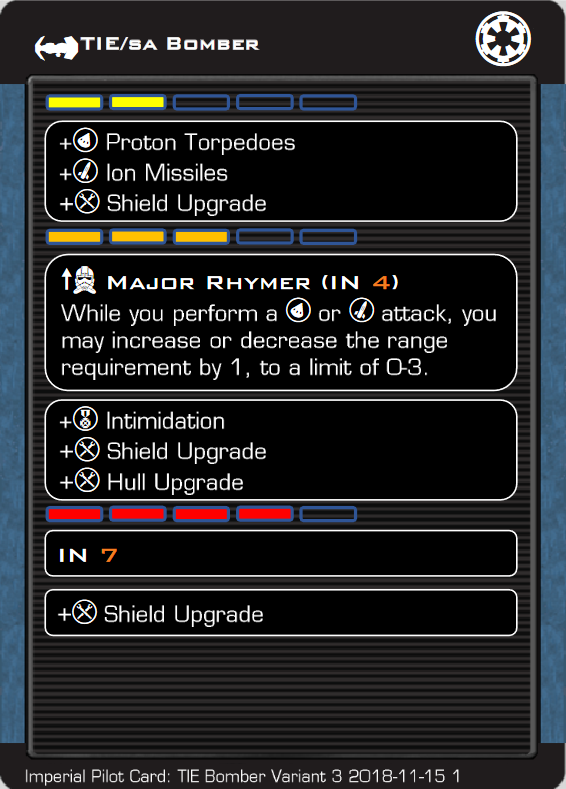 TIE/sa Bomber
+ Proton Torpedoes
+ Ion Missiles
+ Shield Upgrade
Major Rhymer (IN 4)
While you perform a or attack, you
may increase or decrease the range
requirement by 1, to a limit of 0-3.
+ Intimidation
+ Shield Upgrade
+ Hull Upgrade
IN 7
+ Shield Upgrade
Imperial Pilot Card: TIE Bomber Variant 3 2018-11-15 1